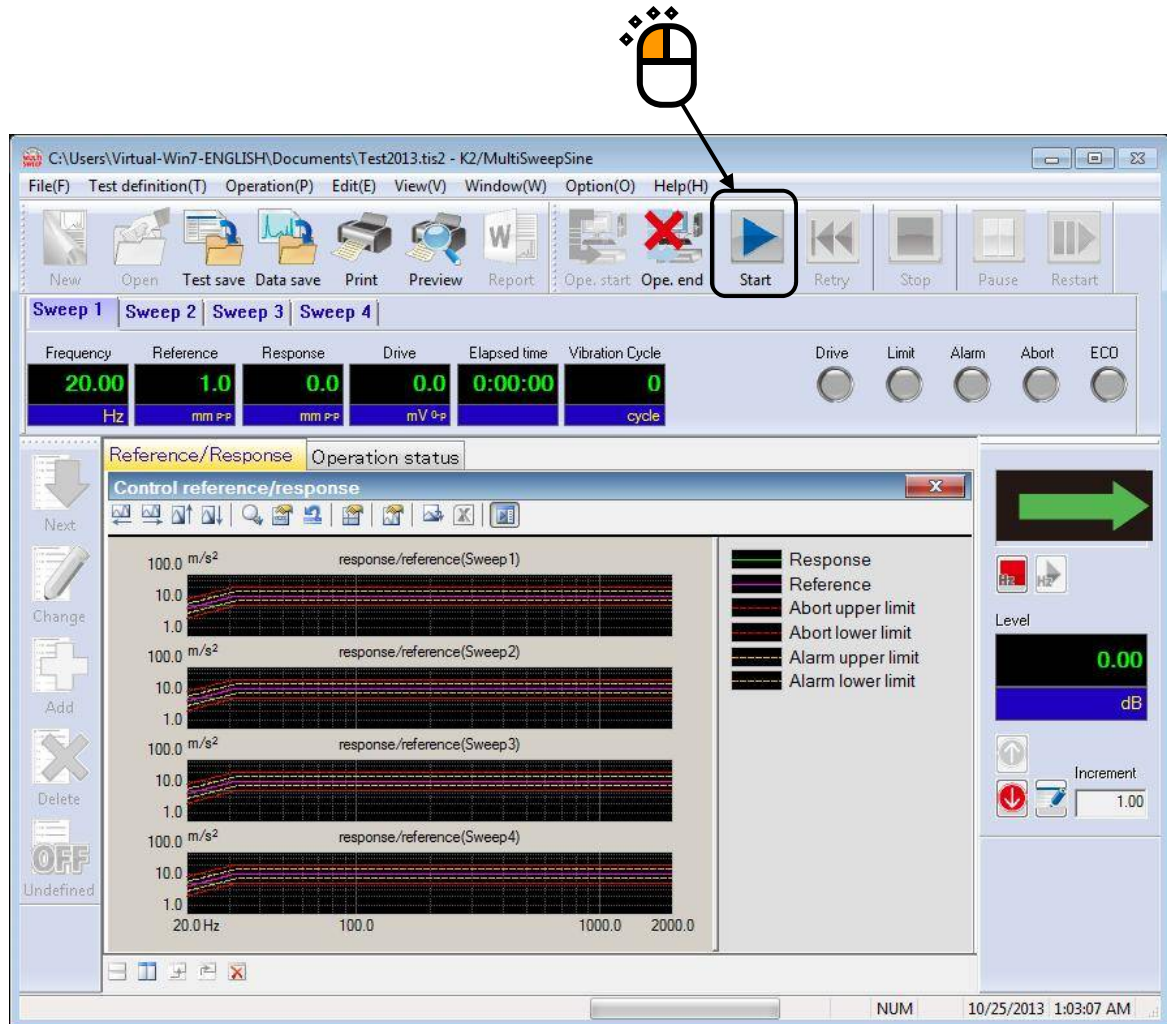 C:\Users\Virtual-Win7-ENGLISH\Documents\Test2013.tis2 - K2/MultiSweepSine
File(F) Test definition(T) Operation(P) Edit(E) View(V) Window(W) Option(O) Help(H)
New Open Test save Data save Print Preview Report Ope. start Ope. end Start Retry Stop Pause Restart
Sweep 1 Sweep 2 Sweep 3 Sweep 4
Frequency Reference Response Drive Elapsed time Vibration Cycle Drive Limit Alarm Abort ECO
20.00 1.0 0.0 0.0 0:00:00 0
Hz mm P-P mm P-P mV 0-P cycle
Reference/Response Operation status
Control reference/response
Next
Change
Add
Delete
OFF
Undefined
100.0 m/s² response/reference(Sweep1)
10.0
1.0
100.0 m/s² response/reference(Sweep2)
10.0
1.0
100.0 m/s² response/reference(Sweep3)
10.0
1.0
100.0 m/s² response/reference(Sweep4)
10.0
1.0
20.0 Hz 100.0 1000.0 2000.0
Response
Reference
Abort upper limit
Abort lower limit
Alarm upper limit
Alarm lower limit
Hz Hz
Level
0.00
dB
Increment
1.00
NUM 10/25/2013 1:03:07 AM